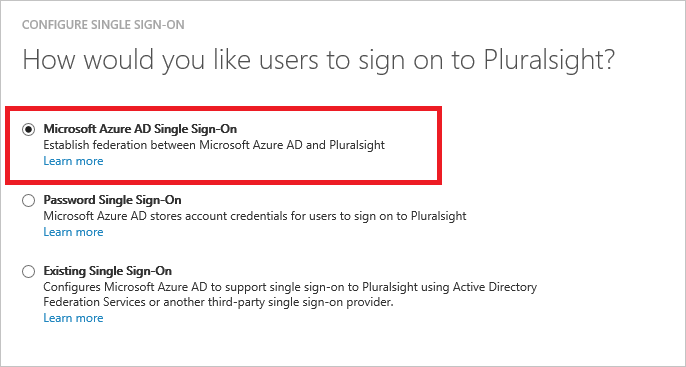 CONFIGURE SINGLE SIGN-ON
How would you like users to sign on to Pluralsight?
Microsoft Azure AD Single Sign-On
Establish federation between Microsoft Azure AD and Pluralsight
Learn more
Password Single Sign-On
Microsoft Azure AD stores account credentials for users to sign on to Pluralsight
Learn more
Existing Single Sign-On
Configures Microsoft Azure AD to support single sign-on to Pluralsight using Active Directory
Federation Services or another third-party single sign-on provider.
Learn more